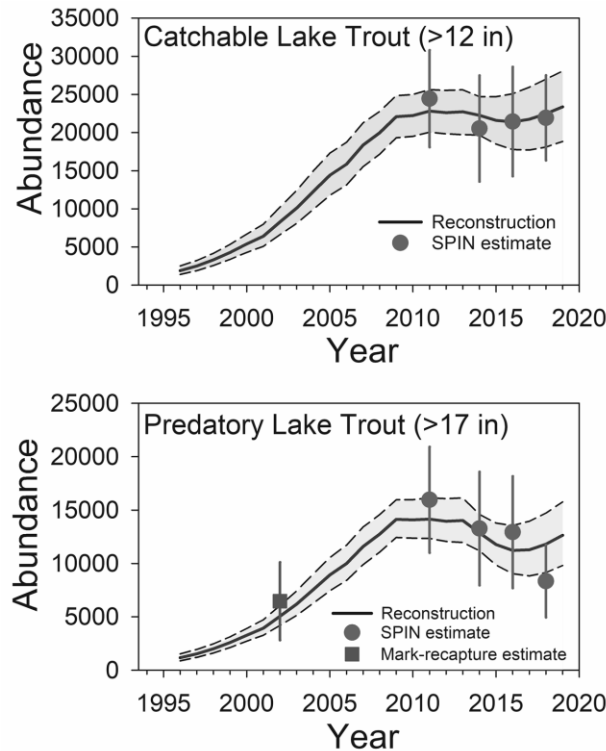 Catchable Lake Trout (>12 in)
35000
30000
25000
20000
15000
10000
5000
0
Abundance
Reconstruction
SPIN estimate
1995 2000 2005 2010 2015 2020
Year
Predatory Lake Trout (>17 in)
25000
20000
15000
10000
5000
0
Abundance
Reconstruction
SPIN estimate
Mark-recapture estimate
1995 2000 2005 2010 2015 2020
Year